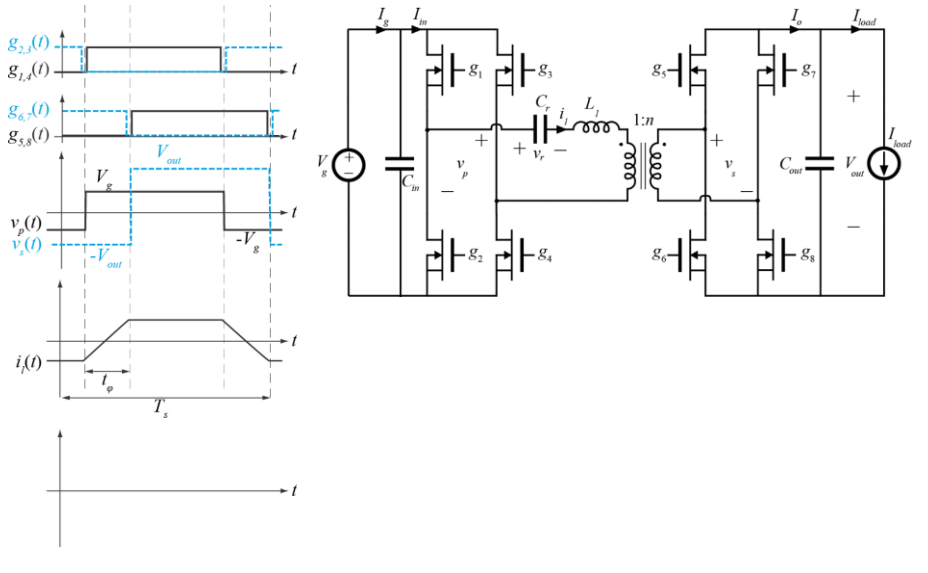 g2,3(t)
g1,4(t)
t
g6,7(t)
g5,8(t)
t
Vout
Vg
vp(t)
t
vs(t)
-Vg
-Vout
t
il(t)
tφ
Ts
t
Ig
Iin
Io
Iload
g1
g3
g5
g7
Cr
il
Ll
1:n
+
+
vr
−
+
+
Vg
+
−
Cin
vp
−
vs
−
Cout
Vout
Iload
−
g2
g4
g6
g8